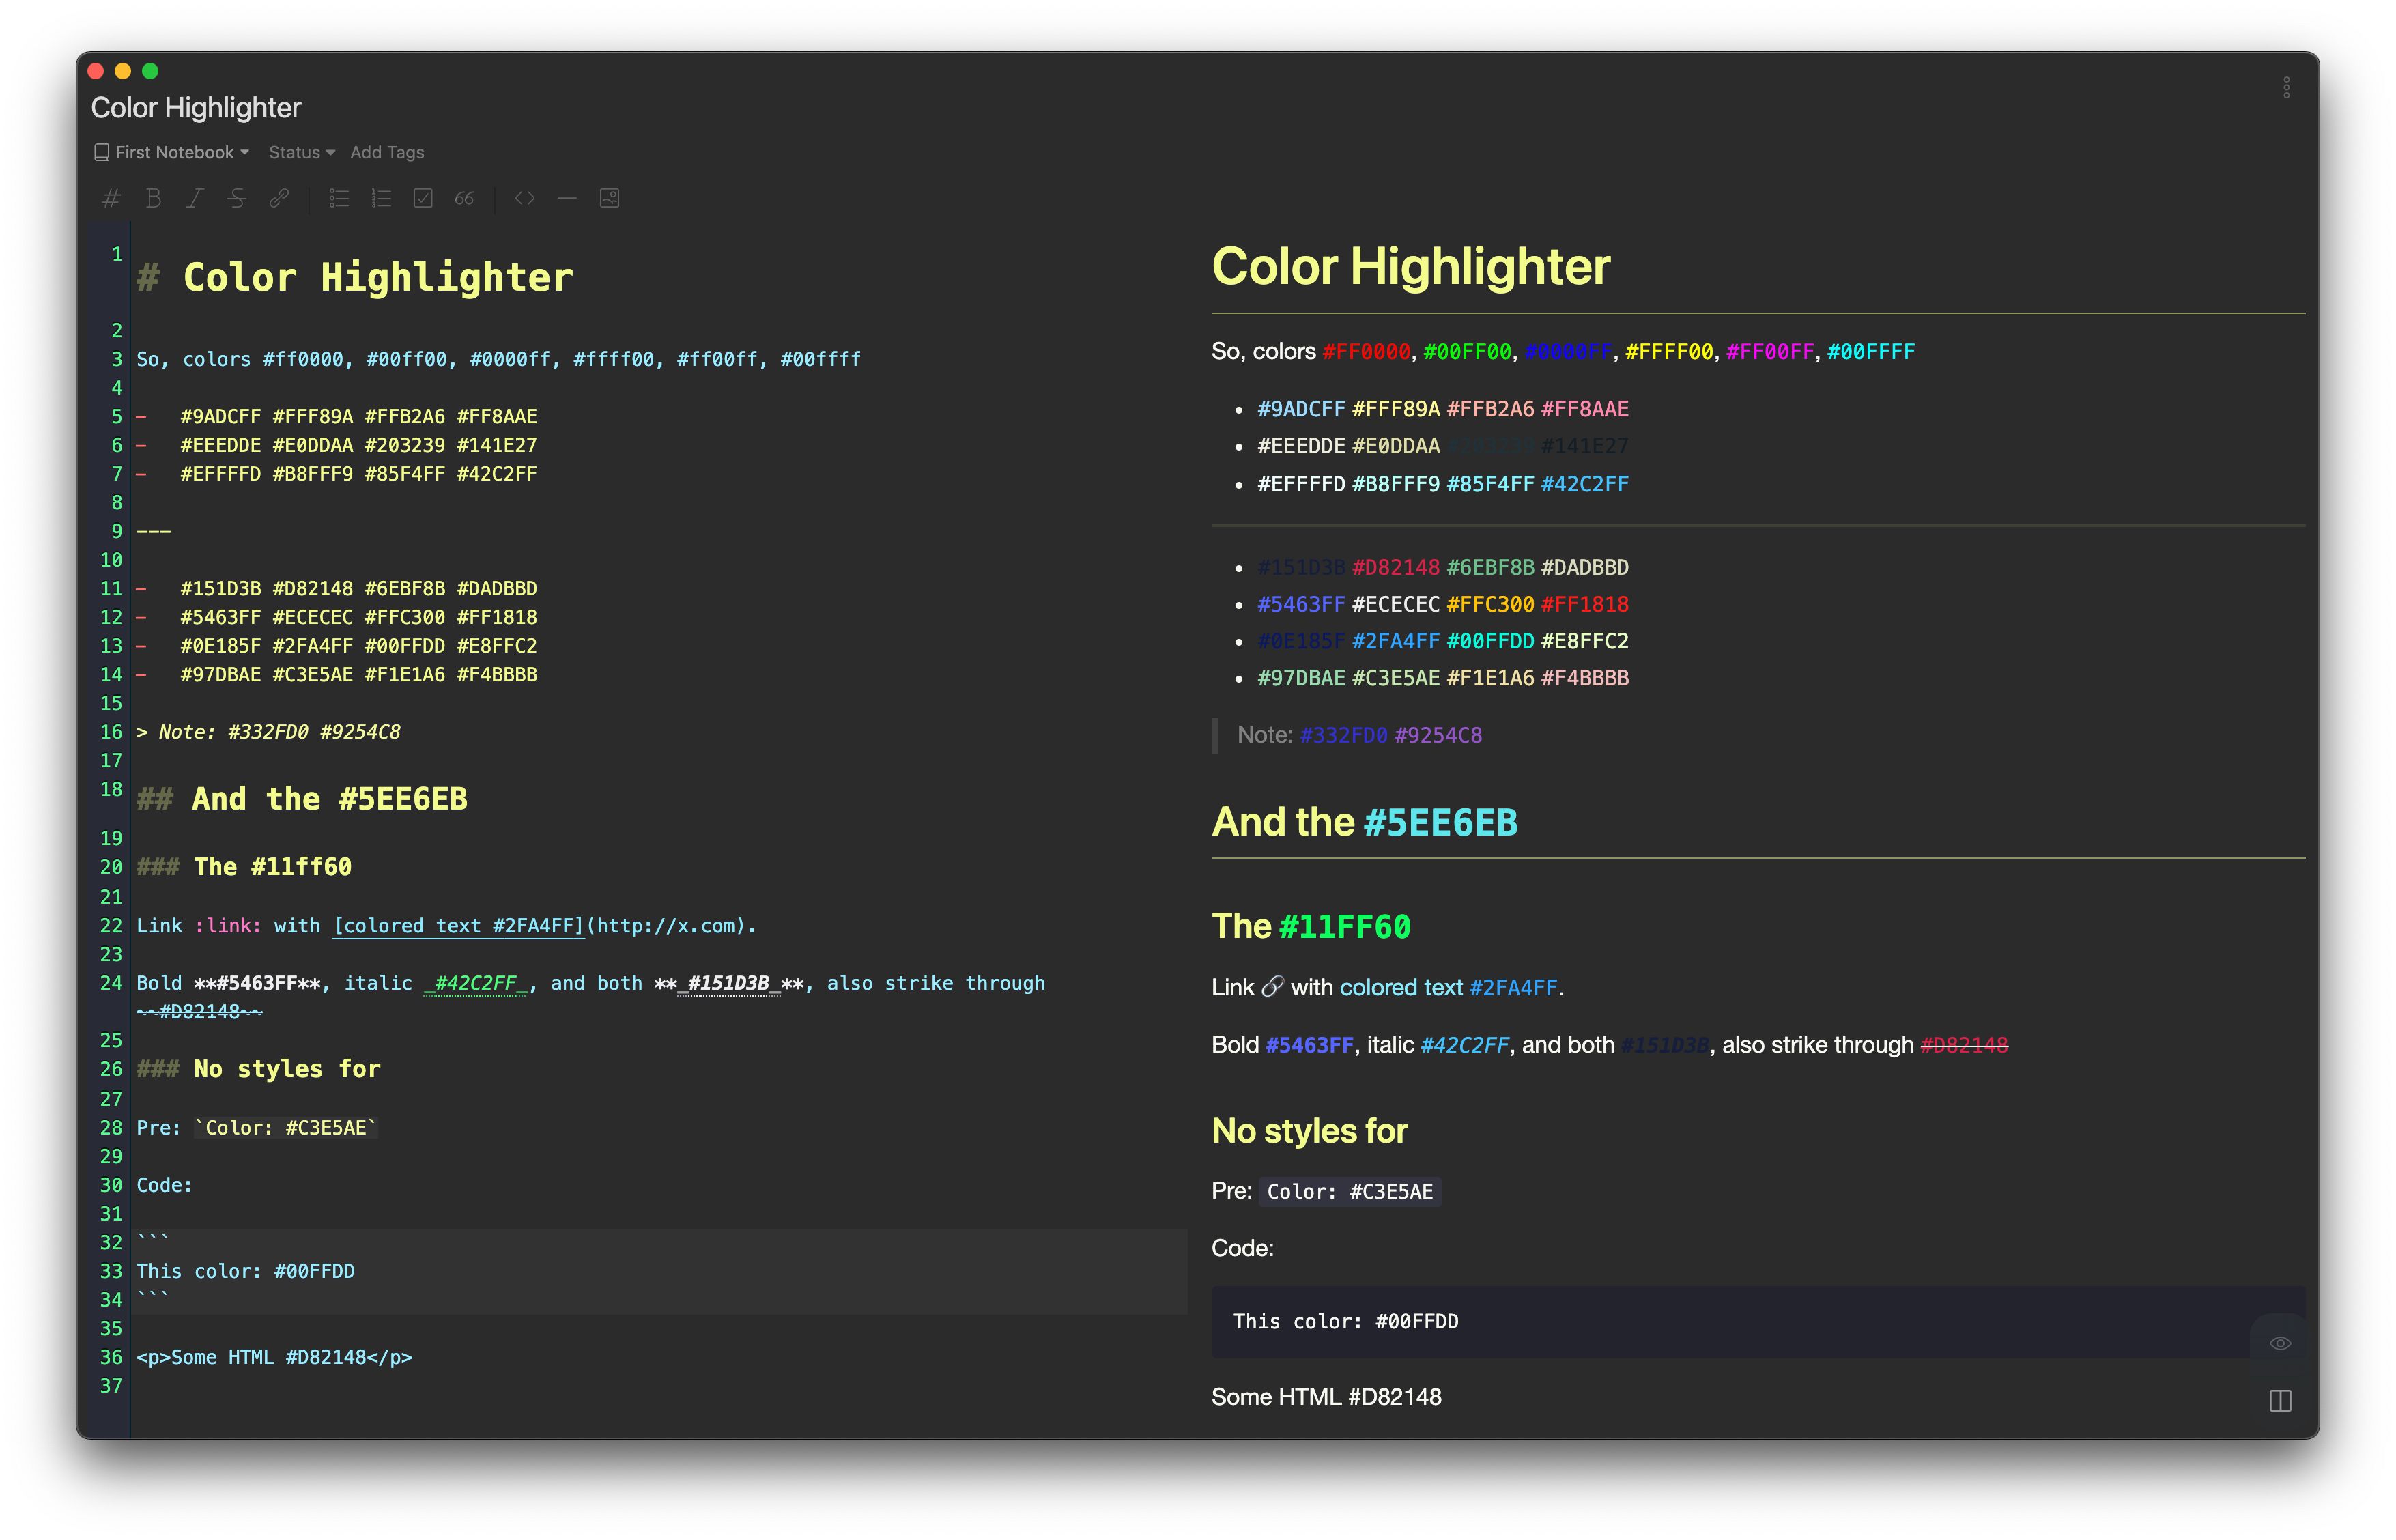 Color Highlighter
First Notebook Status Add Tags
1 # Color Highlighter
2
3 So, colors #ff0000, #00ff00, #0000ff, #ffff00, #ff00ff, #00ffff
4
5 - #9ADCFF #FFF89A #FFB2A6 #FF8AAE
6 - #EEEDDE #E0DDAA #203239 #141E27
7 - #EFFFFD #B8FFF9 #85F4FF #42C2FF
8
9 ---
10
11 - #151D3B #D82148 #6EBF8B #DADBBD
12 - #5463FF #ECECEC #FFC300 #FF1818
13 - #0E185F #2FA4FF #00FFDD #E8FFC2
14 - #97DBAE #C3E5AE #F1E1A6 #F4BBBB
15
16 > Note: #332FD0 #9254C8
17
18 ## And the #5EE6EB
19
20 ### The #11ff60
21
22 Link :link: with [colored text #2FA4FF](http://x.com).
23
24 Bold **#5463FF**, italic _#42C2FF_, and both **_#151D3B_**, also strike through
~~#D82148~~
25
26 ### No styles for
27
28 Pre: `Color: #C3E5AE`
29
30 Code:
31
32 ```
33 This color: #00FFDD
34 ```
35
36 <p>Some HTML #D82148</p>
37
Color Highlighter
So, colors #FF0000, #00FF00, #0000FF, #FFFF00, #FF00FF, #00FFFF
• #9ADCFF #FFF89A #FFB2A6 #FF8AAE
• #EEEDDE #E0DDAA #203239 #141E27
• #EFFFFD #B8FFF9 #85F4FF #42C2FF
• #151D3B #D82148 #6EBF8B #DADBBD
• #5463FF #ECECEC #FFC300 #FF1818
• #0E185F #2FA4FF #00FFDD #E8FFC2
• #97DBAE #C3E5AE #F1E1A6 #F4BBBB
Note: #332FD0 #9254C8
And the #5EE6EB
The #11FF60
Link 🔗 with colored text #2FA4FF.
Bold #5463FF, italic #42C2FF, and both #151D3B, also strike through #D82148
No styles for
Pre: Color: #C3E5AE
Code:
This color: #00FFDD
Some HTML #D82148